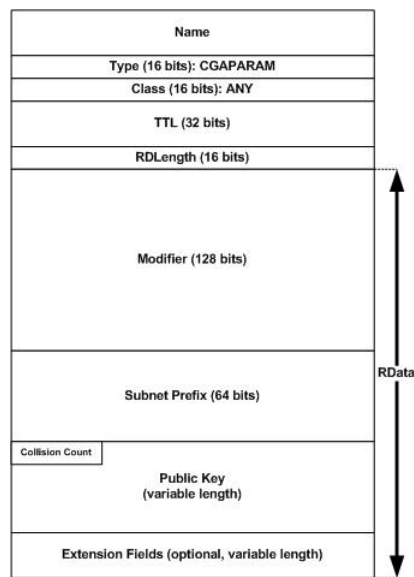 Name
Type (16 bits): CGAPARAM
Class (16 bits): ANY
TTL (32 bits)
RDLength (16 bits)
Modifier (128 bits)
RData
Subnet Prefix (64 bits)
Collision Count
Public Key
(variable length)
Extension Fields (optional, variable length)